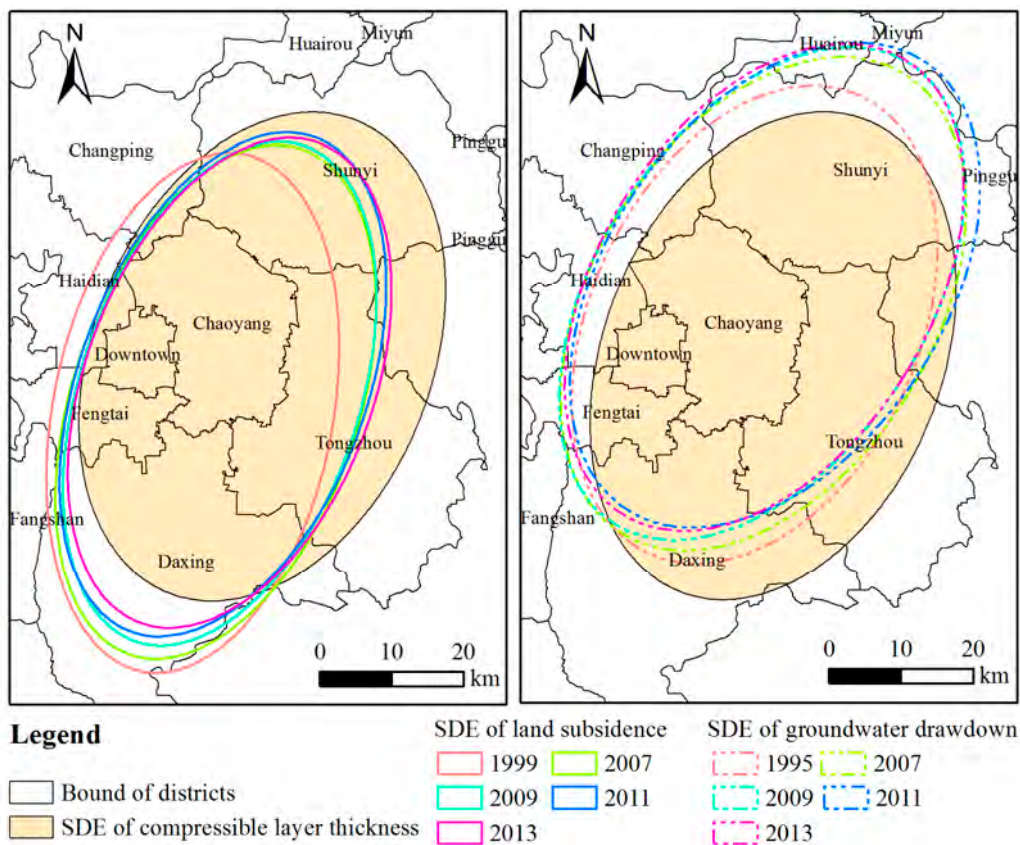 N
Huairou
Miyun
Changping
Pinggu
Shunyi
Pinggu
Haidian
Chaoyang
Downtown
Fengtai
Tongzhou
Fangshan
Daxing
0 10 20
km
N
Huairou
Miyun
Changping
Shunyi
Pinggu
Haidian
Chaoyang
Downtown
Fengtai
Tongzhou
Fangshan
Daxing
0 10 20
km
Legend
Bound of districts
SDE of compressible layer thickness
SDE of land subsidence
1999 2007
2009 2011
2013
SDE of groundwater drawdown
1995 2007
2009 2011
2013